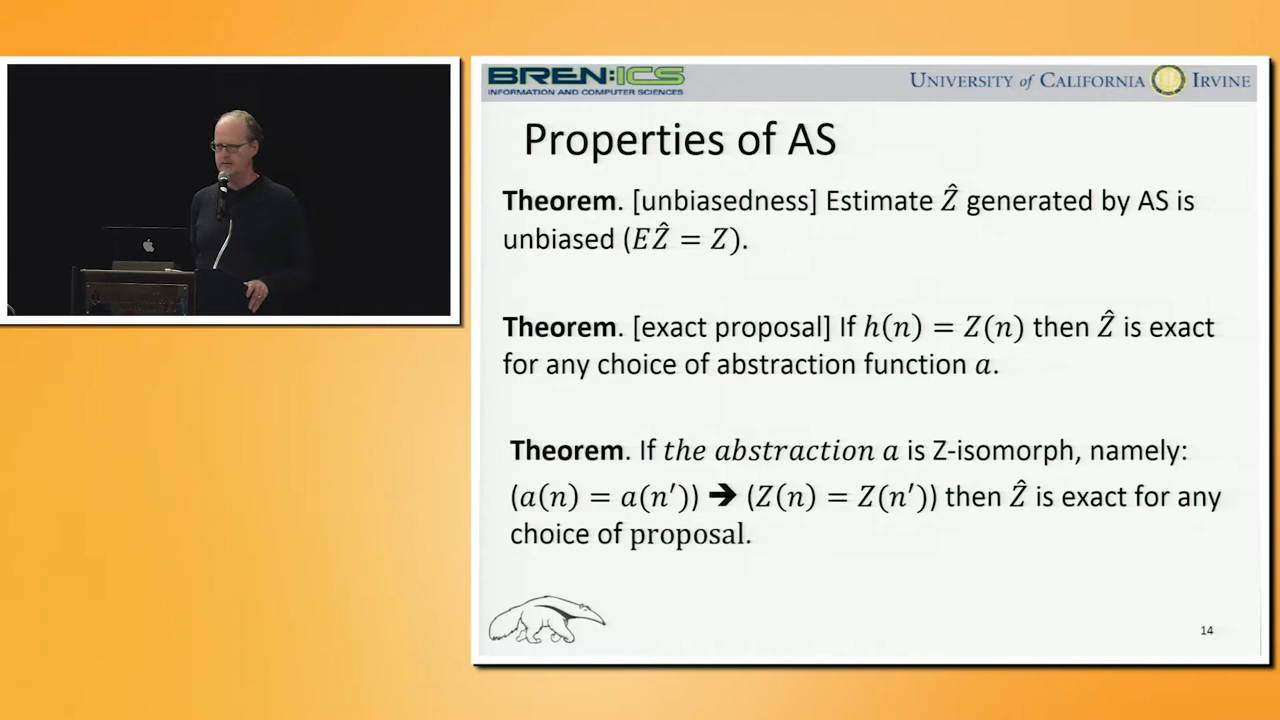 BREN:ICS
INFORMATION AND COMPUTER SCIENCES
UNIVERSITY of CALIFORNIA IRVINE
Properties of AS
Theorem. [unbiasedness] Estimate Ẑ generated by AS is
unbiased (EẐ = Z).
Theorem. [exact proposal] If h(n) = Z(n) then Ẑ is exact
for any choice of abstraction function a.
Theorem. If the abstraction a is Z-isomorph, namely:
(a(n) = a(n′)) ➔ (Z(n) = Z(n′)) then Ẑ is exact for any
choice of proposal.
14